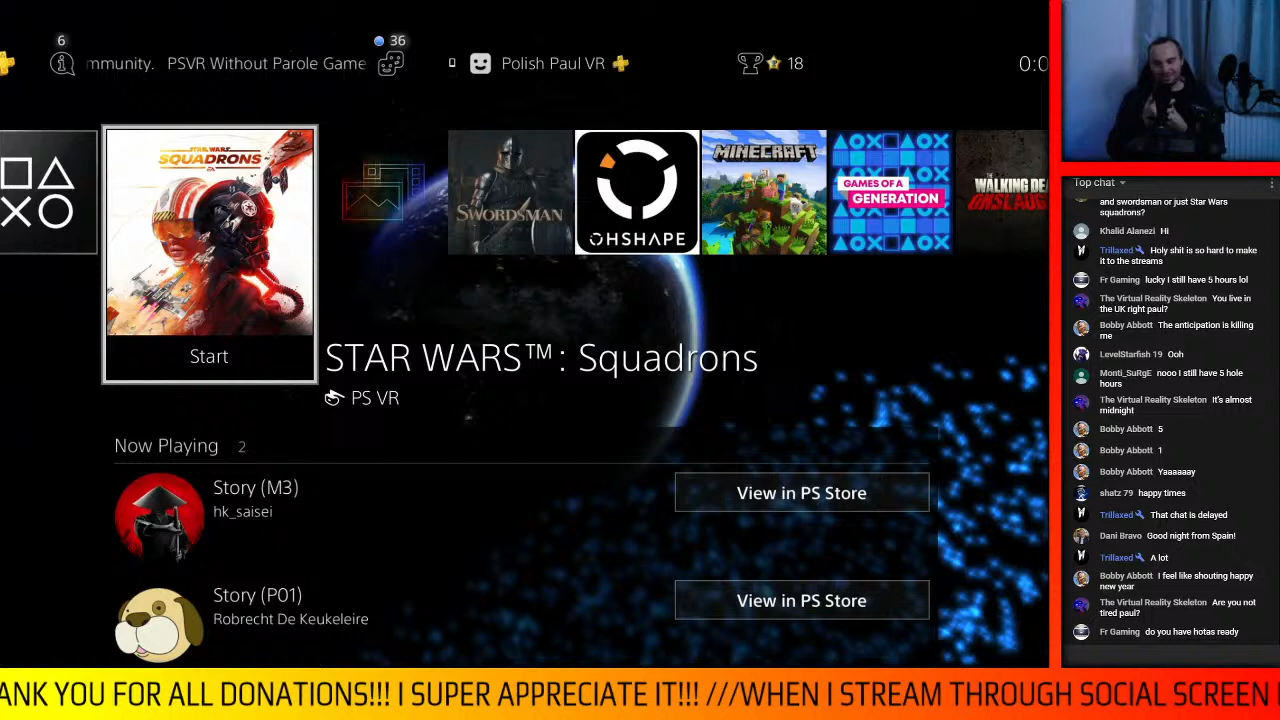 6
mmunity. PSVR Without Parole Game
36
Polish Paul VR
18
0:0
STAR WARS
SQUADRONS
EA
SWORDSMAN
OHSHAPE
MINECRAFT
GAMES OF A
GENERATION
THE
WALKING DEA
ONSLAUG
Start
STAR WARS™: Squadrons
PS VR
Now Playing 2
Story (M3)
hk_saisei
View in PS Store
Story (P01)
Robrecht De Keukeleire
View in PS Store
Top chat
and swordsman or just Star Wars
squadrons?
Khalid Alanezi Hi
Trillaxed Holy shit is so hard to make
it to the streams
Fr Gaming lucky I still have 5 hours lol
The Virtual Reality Skeleton You live in
the UK right paul?
Bobby Abbott The anticipation is killing
me
LevelStarfish 19 Ooh
Monti_SuRgE nooo I still have 5 hole
hours
The Virtual Reality Skeleton It's almost
midnight
Bobby Abbott 5
Bobby Abbott 1
Bobby Abbott Yaaaaaay
shatz 79 happy times
Trillaxed That chat is delayed
Dani Bravo Good night from Spain!
Trillaxed A lot
Bobby Abbott I feel like shouting happy
new year
The Virtual Reality Skeleton Are you not
tired paul?
Fr Gaming do you have hotas ready
ANK YOU FOR ALL DONATIONS!!! I SUPER APPRECIATE IT!!! ///WHEN I STREAM THROUGH SOCIAL SCREEN